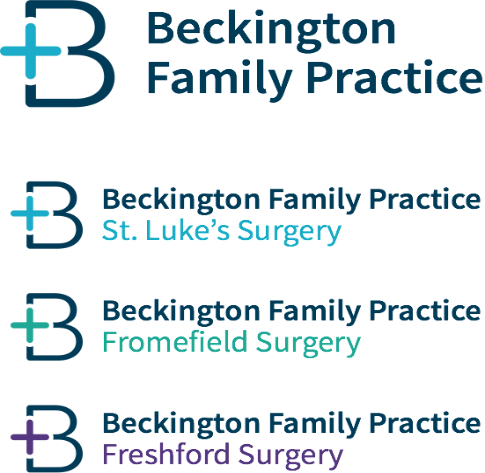 B
Beckington
Family Practice
B
Beckington Family Practice
St. Luke’s Surgery
B
Beckington Family Practice
Fromefield Surgery
B
Beckington Family Practice
Freshford Surgery